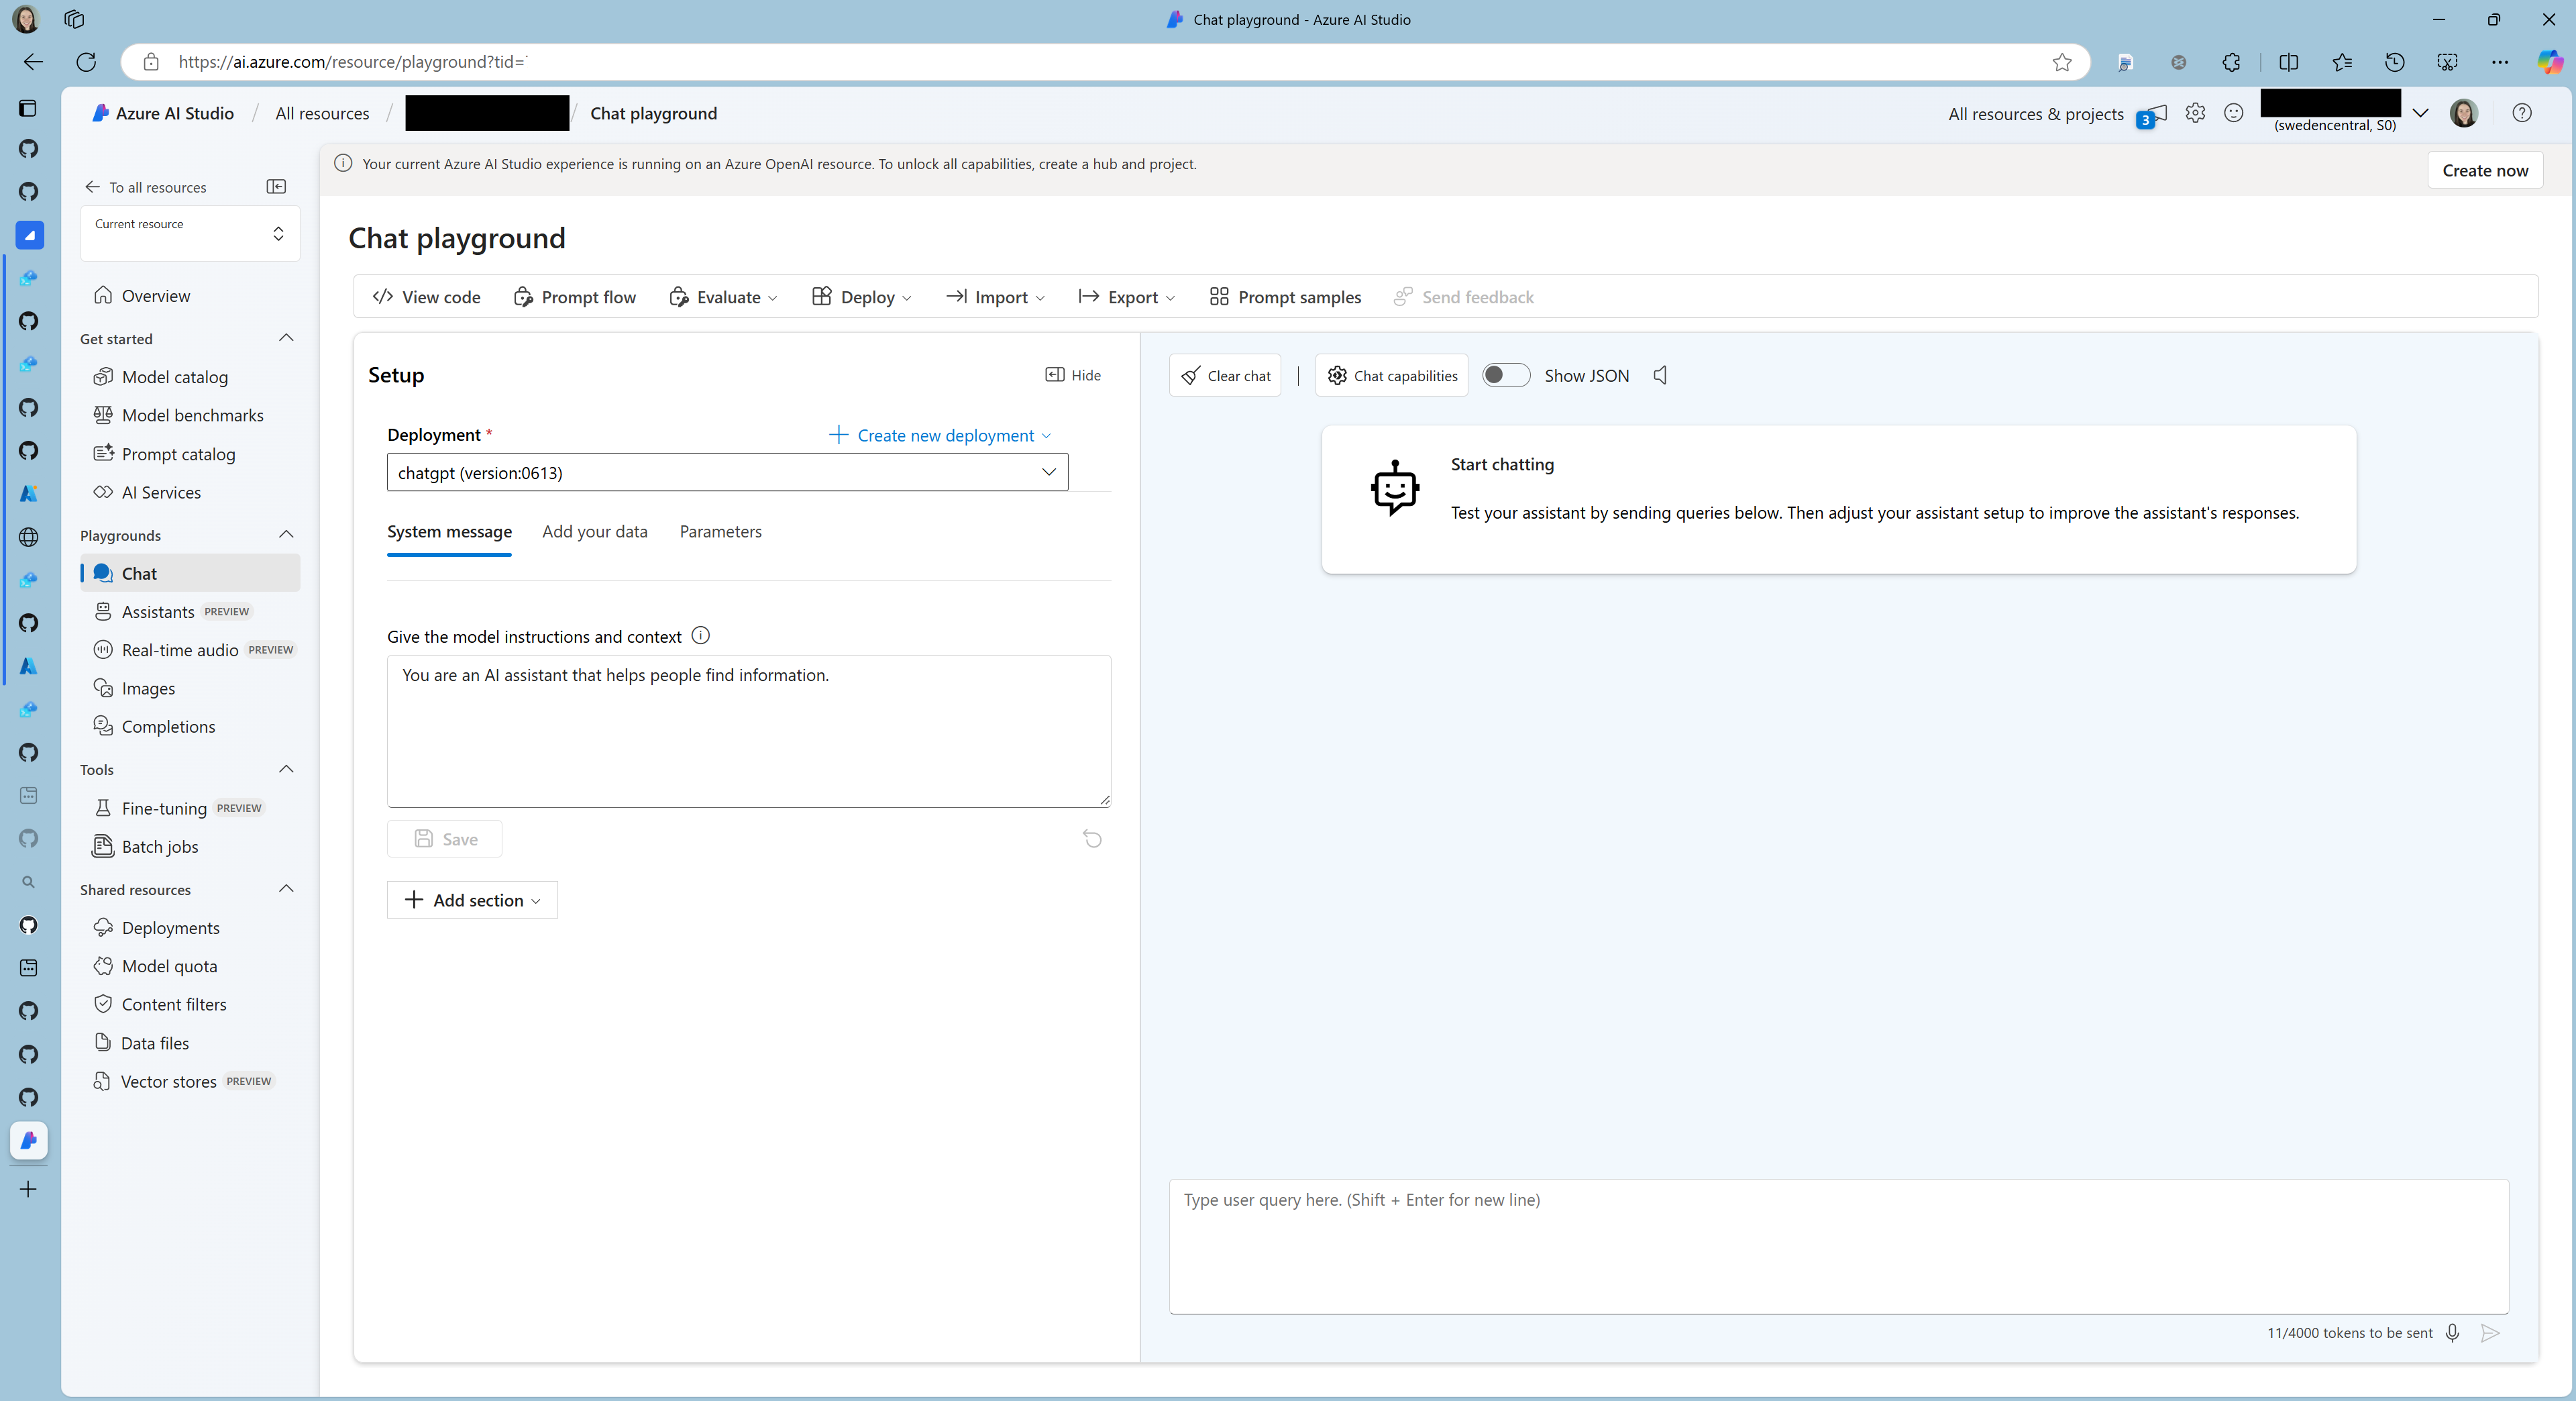 Chat playground - Azure AI Studio
https://ai.azure.com/resource/playground?tid=
Azure AI Studio / All resources / / Chat playground
All resources & projects
3
(swedencentral, S0)
Your current Azure AI Studio experience is running on an Azure OpenAI resource. To unlock all capabilities, create a hub and project.
Create now
To all resources
Current resource
Overview
Get started
Model catalog
Model benchmarks
Prompt catalog
AI Services
Playgrounds
Chat
Assistants PREVIEW
Real-time audio PREVIEW
Images
Completions
Tools
Fine-tuning PREVIEW
Batch jobs
Shared resources
Deployments
Model quota
Content filters
Data files
Vector stores PREVIEW
Chat playground
View code Prompt flow Evaluate Deploy Import Export Prompt samples Send feedback
Setup
Hide
Deployment *
Create new deployment
chatgpt (version:0613)
System message Add your data Parameters
Give the model instructions and context
You are an AI assistant that helps people find information.
Save
Add section
Clear chat | Chat capabilities Show JSON
Start chatting
Test your assistant by sending queries below. Then adjust your assistant setup to improve the assistant's responses.
Type user query here. (Shift + Enter for new line)
11/4000 tokens to be sent